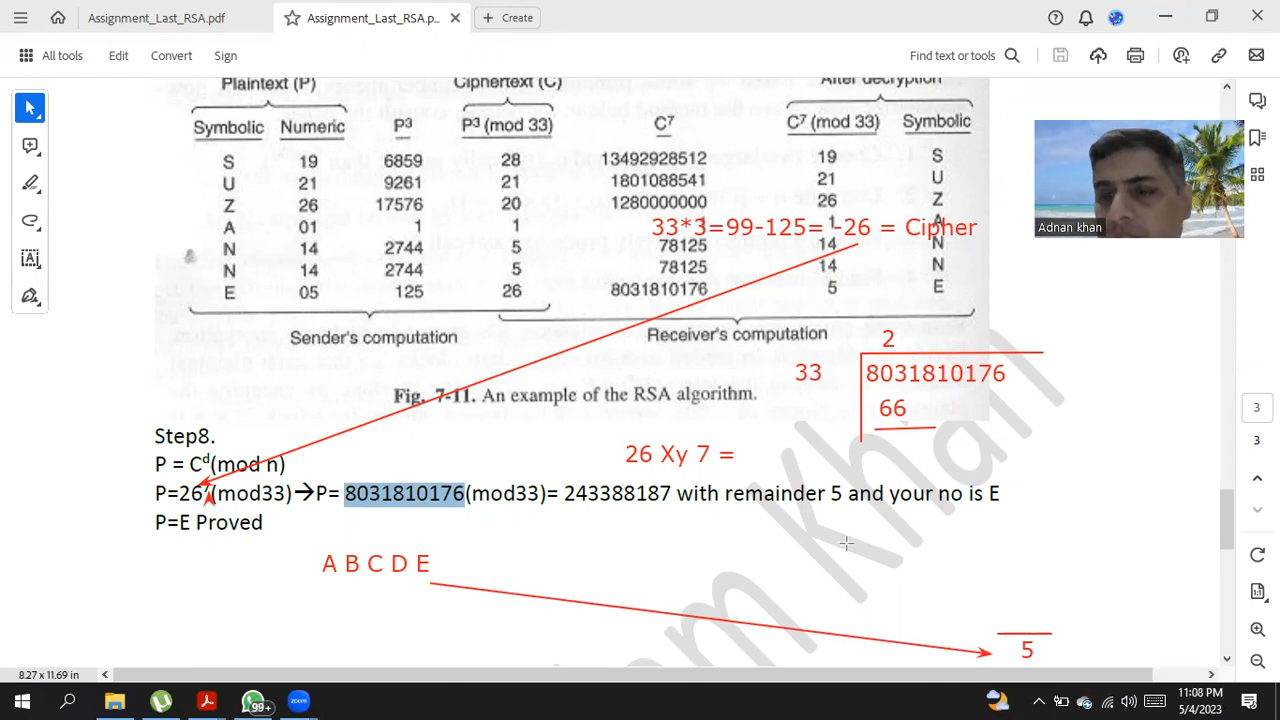 Assignment_Last_RSA.pdf
Assignment_Last_RSA.p...
Create
All tools
Edit
Convert
Sign
Find text or tools
Plaintext (P)
Ciphertext (C)
After decryption
Symbolic Numeric P3 P3 (mod 33) C7 C7 (mod 33) Symbolic
S 19 6859 28 13492928512 19 S
U 21 9261 21 1801088541 21 U
Z 26 17576 20 1280000000 26 Z
A 01 1 1 1 1 A
N 14 2744 5 78125 14 N
N 14 2744 5 78125 14 N
E 05 125 26 8031810176 5 E
33*3=99-125= -26 = Cipher
Adnan khan
Sender's computation
Receiver's computation
Fig. 7-11. An example of the RSA algorithm.
2
33 8031810176
66
Step8.
P = Cd(mod n)
26 Xy 7 =
P=267(mod33)→P= 8031810176(mod33)= 243388187 with remainder 5 and your no is E
P=E Proved
A B C D E
5
Khan
3
3
8.27 x 11.69 in
99+
zoom
11:08 PM
5/4/2023